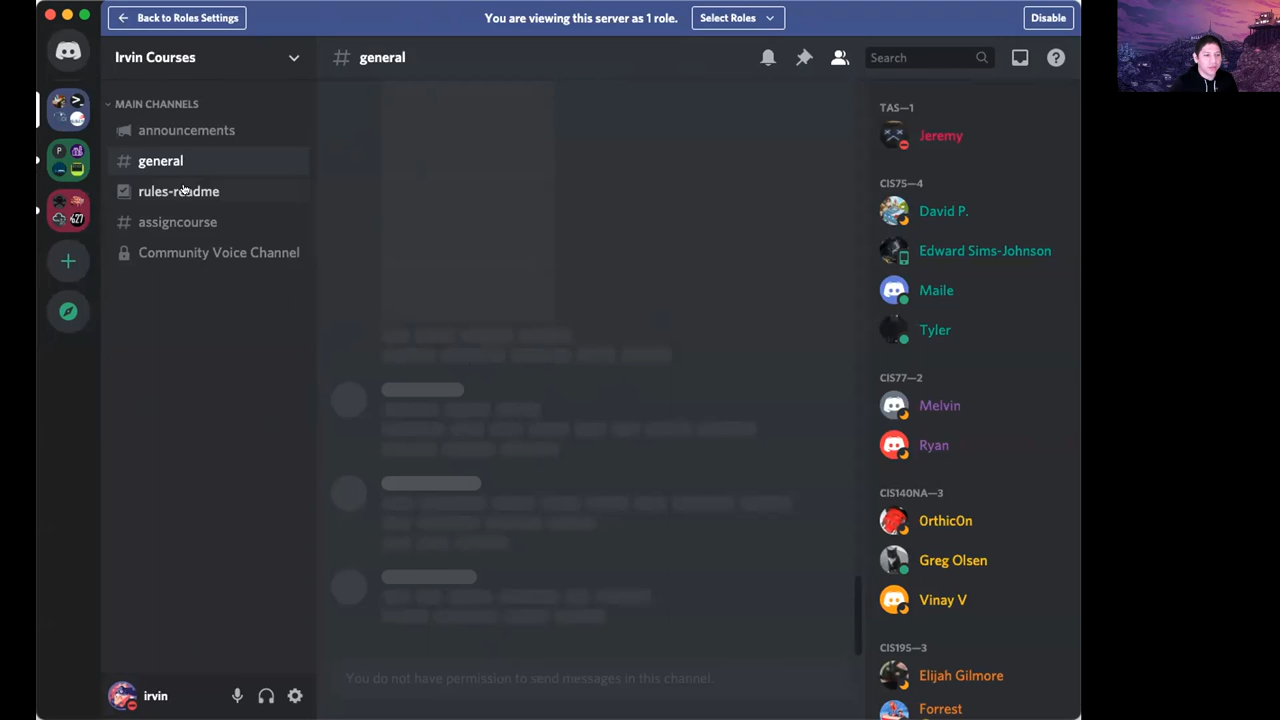 Back to Roles Settings
You are viewing this server as 1 role.
Select Roles
Disable
Irvin Courses
general
Search
MAIN CHANNELS
announcements
general
rules-readme
assigncourse
Community Voice Channel
You do not have permission to send messages in this channel.
TAS—1
Jeremy
CIS75—4
David P.
Edward Sims-Johnson
Maile
Tyler
CIS77—2
Melvin
Ryan
CIS140NA—3
0rthic0n
Greg Olsen
Vinay V
CIS195—3
Elijah Gilmore
Forrest
P
427
irvin